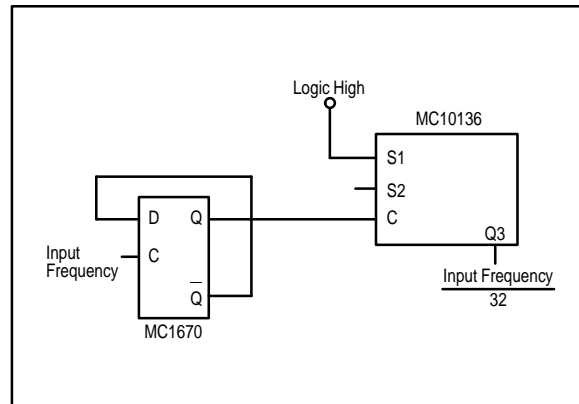 Logic High
MC10136
S1
S2
C
Q3
D
Q
C
Q̅
Input
Frequency
MC1670
Input Frequency
32